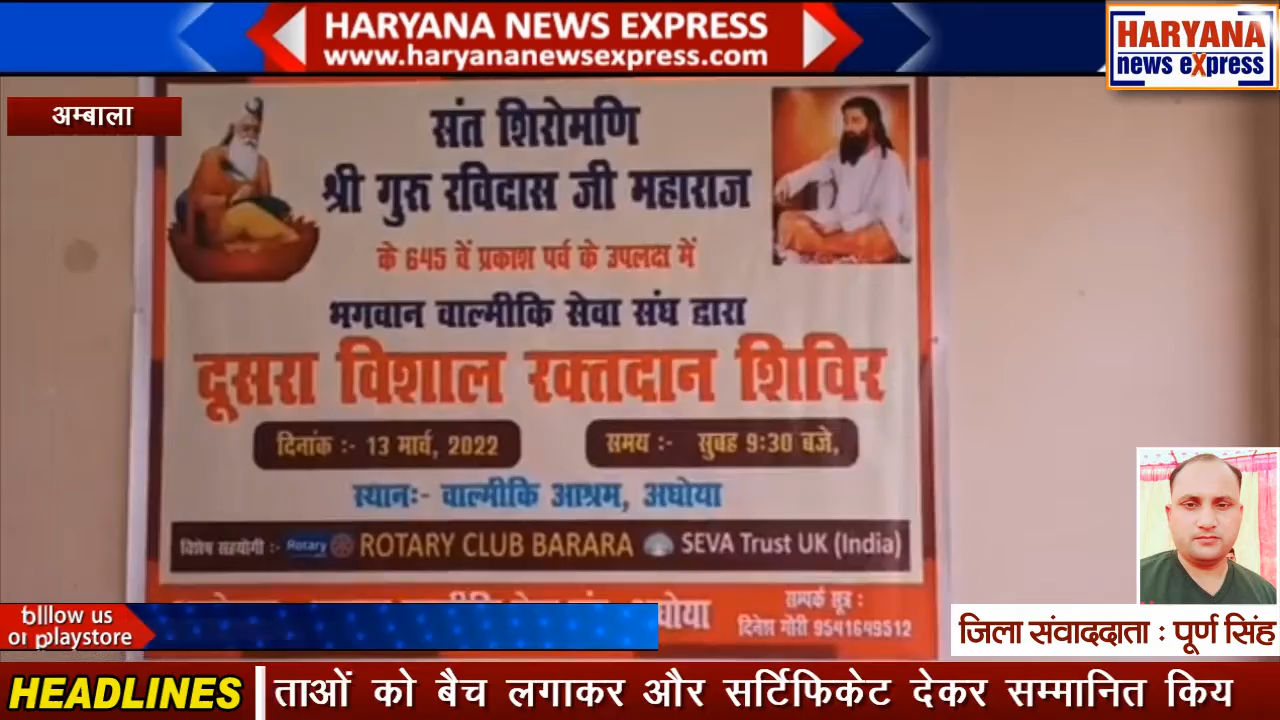 HARYANA NEWS EXPRESS
www.haryananewsexpress.com
HARYANA
news eXpress
अम्बाला
संत शिरोमणि
श्री गुरु रविदास जी महाराज
के 645 वें प्रकाश पर्व के उपलक्ष में
भगवान वाल्मीकि सेवा संघ द्वारा
दूसरा विशाल रक्तदान शिविर
दिनांक :- 13 मार्च, 2022
समय :- सुबह 9:30 बजे,
स्थानः- वाल्मीकि आश्रम, अघोया
विशेष सहयोगी :- Rotary ROTARY CLUB BARARA SEVA Trust UK (India)
सम्पर्क सूत्र :
दिनेश गोरी 9541649512
follow us
on playstore
जिला संवाददाता : पूर्ण सिंह
HEADLINES
ताओं को बैच लगाकर और सर्टिफिकेट देकर सम्मानित किय